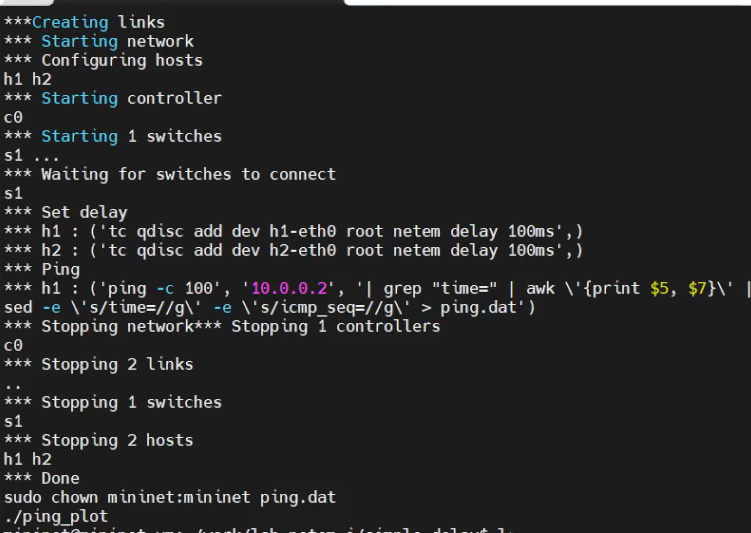 ***Creating links
*** Starting network
*** Configuring hosts
h1 h2
*** Starting controller
c0
*** Starting 1 switches
s1 ...
*** Waiting for switches to connect
s1
*** Set delay
*** h1 : ('tc qdisc add dev h1-eth0 root netem delay 100ms',)
*** h2 : ('tc qdisc add dev h2-eth0 root netem delay 100ms',)
*** Ping
*** h1 : ('ping -c 100', '10.0.0.2', '| grep "time=" | awk \'{print $5, $7}\' |
sed -e \'s/time=//g\' -e \'s/icmp_seq=//g\' > ping.dat')
*** Stopping network*** Stopping 1 controllers
c0
*** Stopping 2 links
..
*** Stopping 1 switches
s1
*** Stopping 2 hosts
h1 h2
*** Done
sudo chown mininet:mininet ping.dat
./ping_plot